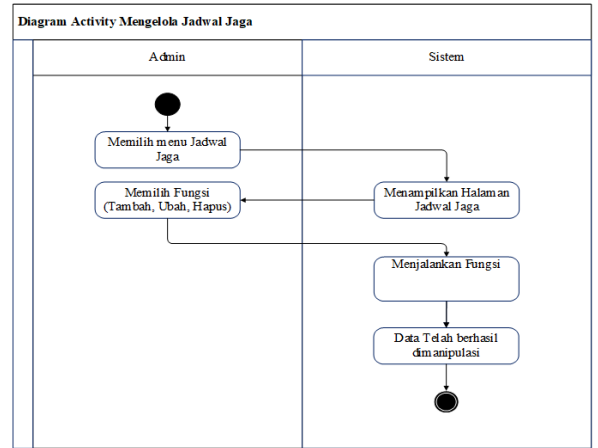 Diagram Activity Mengelola Jadwal Jaga
Admin
Sistem
Memilih menu Jadwal
Jaga
Memilih Fungsi
(Tambah, Ubah, Hapus)
Menampilkan Halaman
Jadwal Jaga
Menjalankan Fungsi
Data Telah berhasil
dimanipulasi